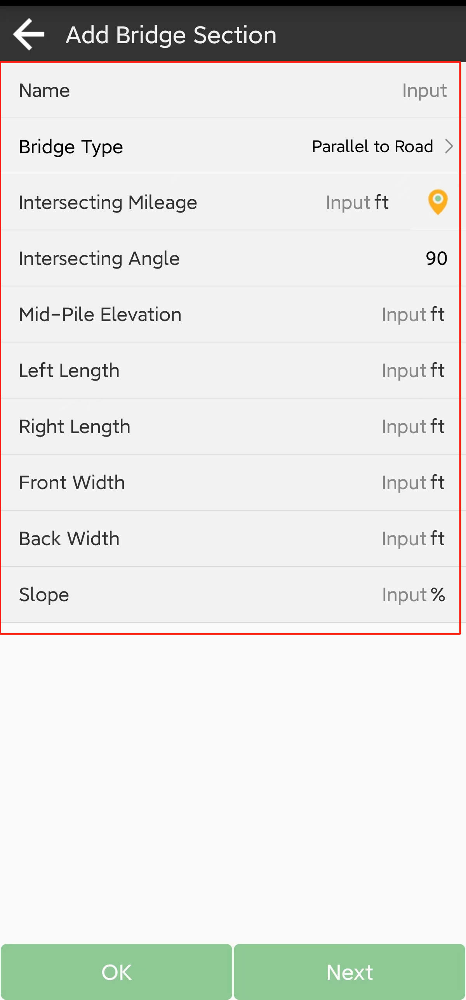 Add Bridge Section
Name Input
Bridge Type Parallel to Road
Intersecting Mileage Input ft
Intersecting Angle 90
Mid-Pile Elevation Input ft
Left Length Input ft
Right Length Input ft
Front Width Input ft
Back Width Input ft
Slope Input %
OK Next